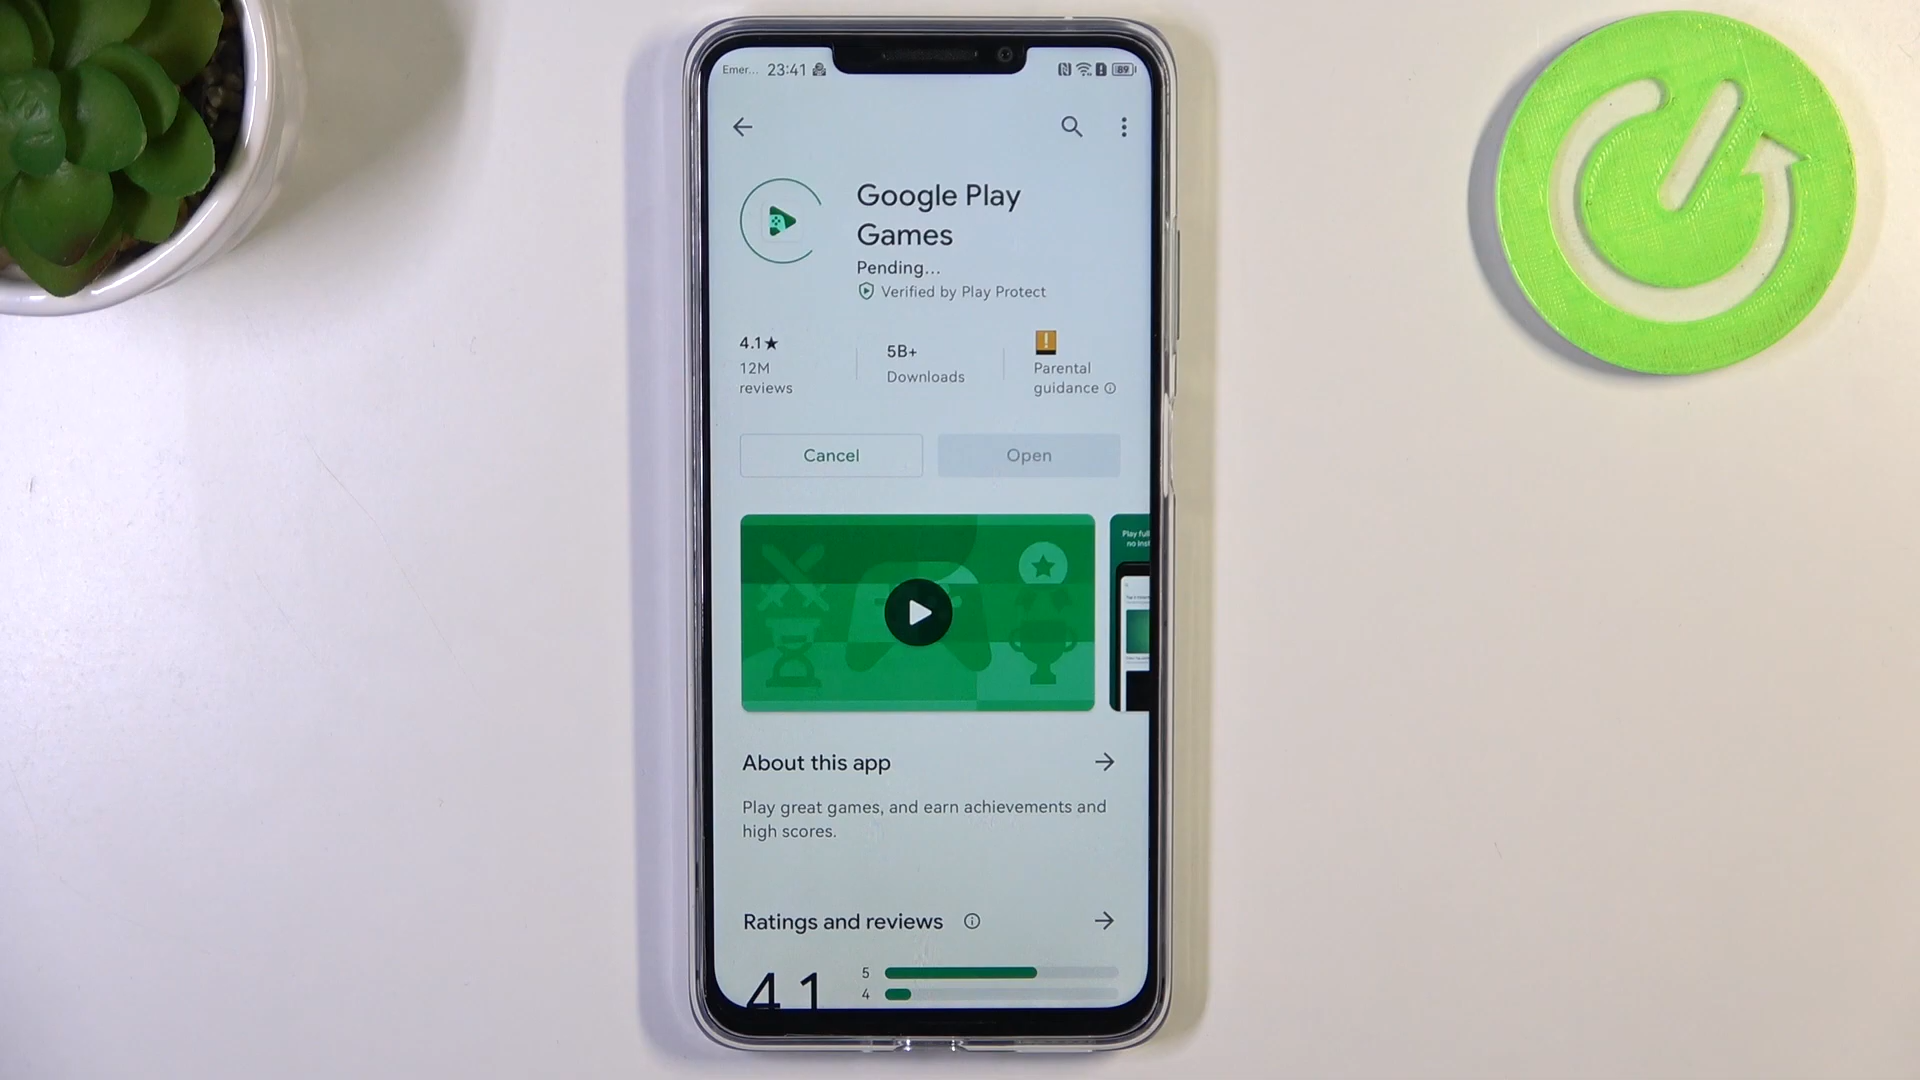 Emer... 23:41 89
Google Play
Games
Pending...
Verified by Play Protect
4.1★
12M
reviews
5B+
Downloads
Parental
guidance
Cancel
Open
Play full
no inst
About this app
Play great games, and earn achievements and
high scores.
Ratings and reviews
4.1
5
4